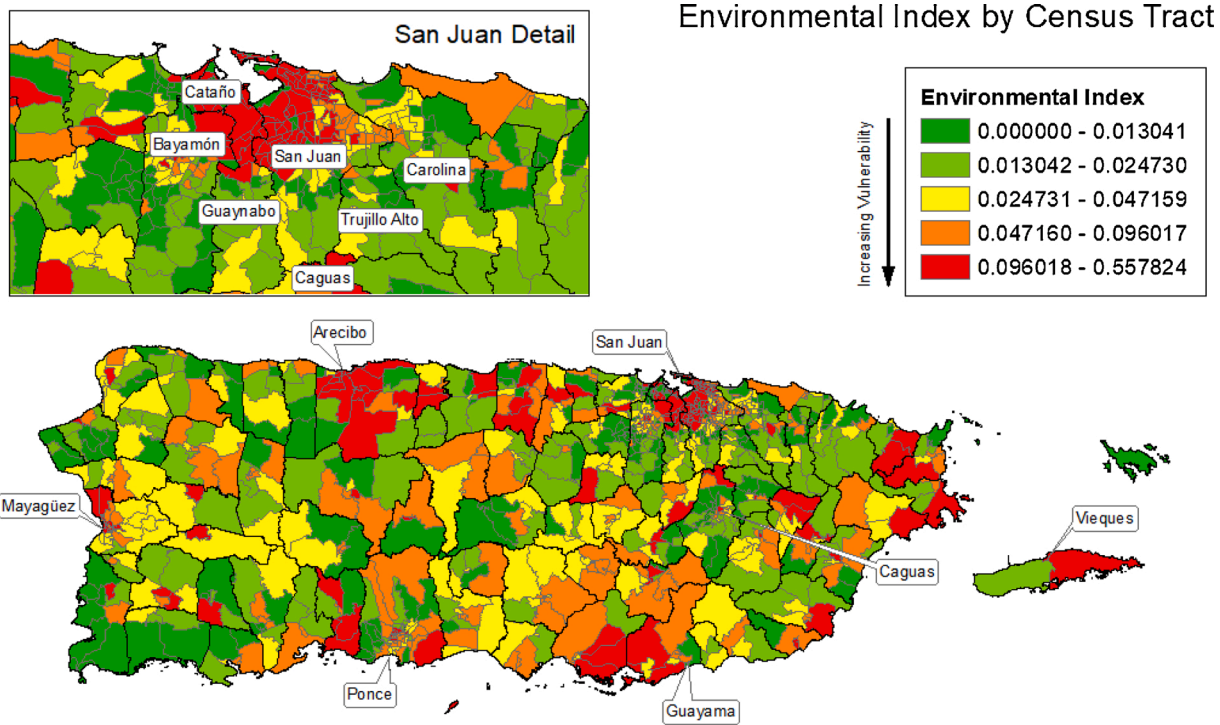 San Juan Detail
Cataño
Bayamón
San Juan
Carolina
Guaynabo
Trujillo Alto
Caguas
Environmental Index by Census Tract
Environmental Index
Increasing Vulnerability
0.000000 - 0.013041
0.013042 - 0.024730
0.024731 - 0.047159
0.047160 - 0.096017
0.096018 - 0.557824
Arecibo
San Juan
Mayagüez
Vieques
Caguas
Ponce
Guayama